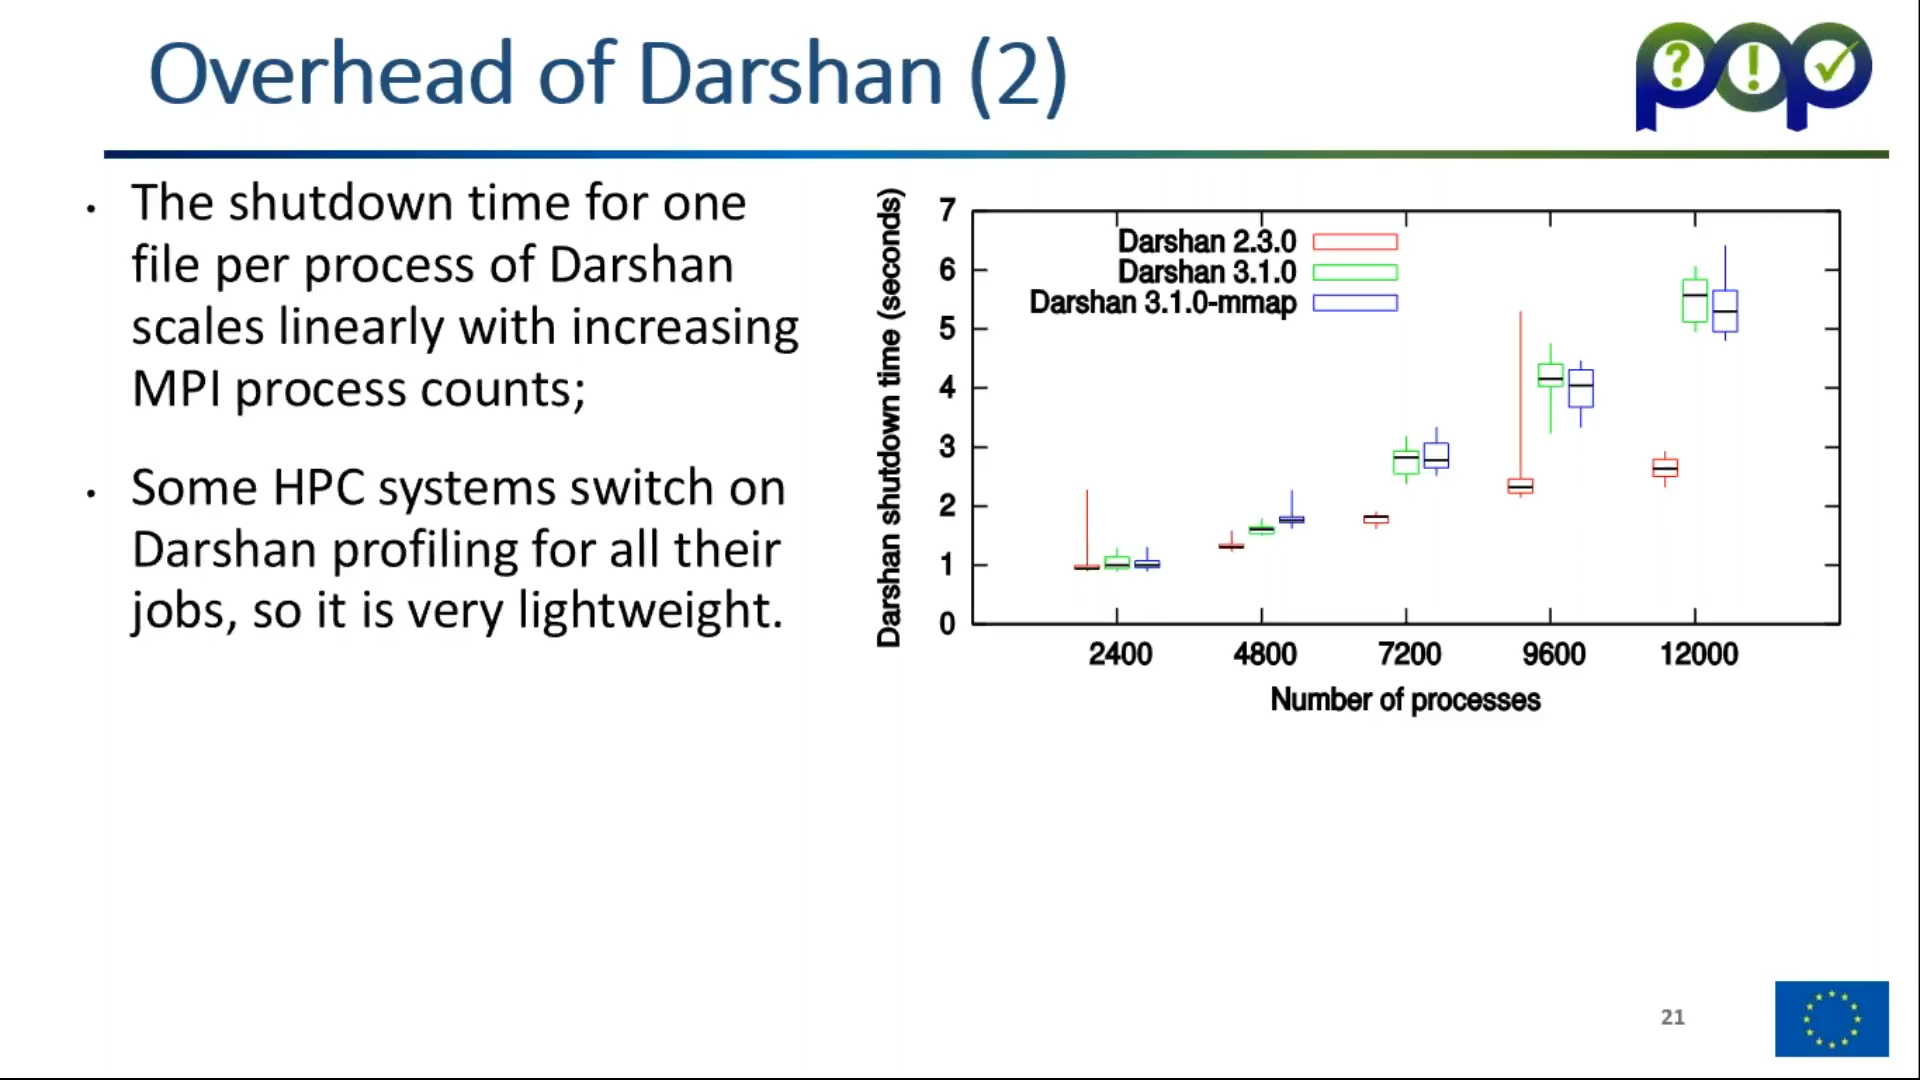 Overhead of Darshan (2)
pop
? ! ✓
• The shutdown time for one
file per process of Darshan
scales linearly with increasing
MPI process counts;
• Some HPC systems switch on
Darshan profiling for all their
jobs, so it is very lightweight.
Darshan shutdown time (seconds)
7
6
5
4
3
2
1
0
Darshan 2.3.0
Darshan 3.1.0
Darshan 3.1.0-mmap
2400 4800 7200 9600 12000
Number of processes
21